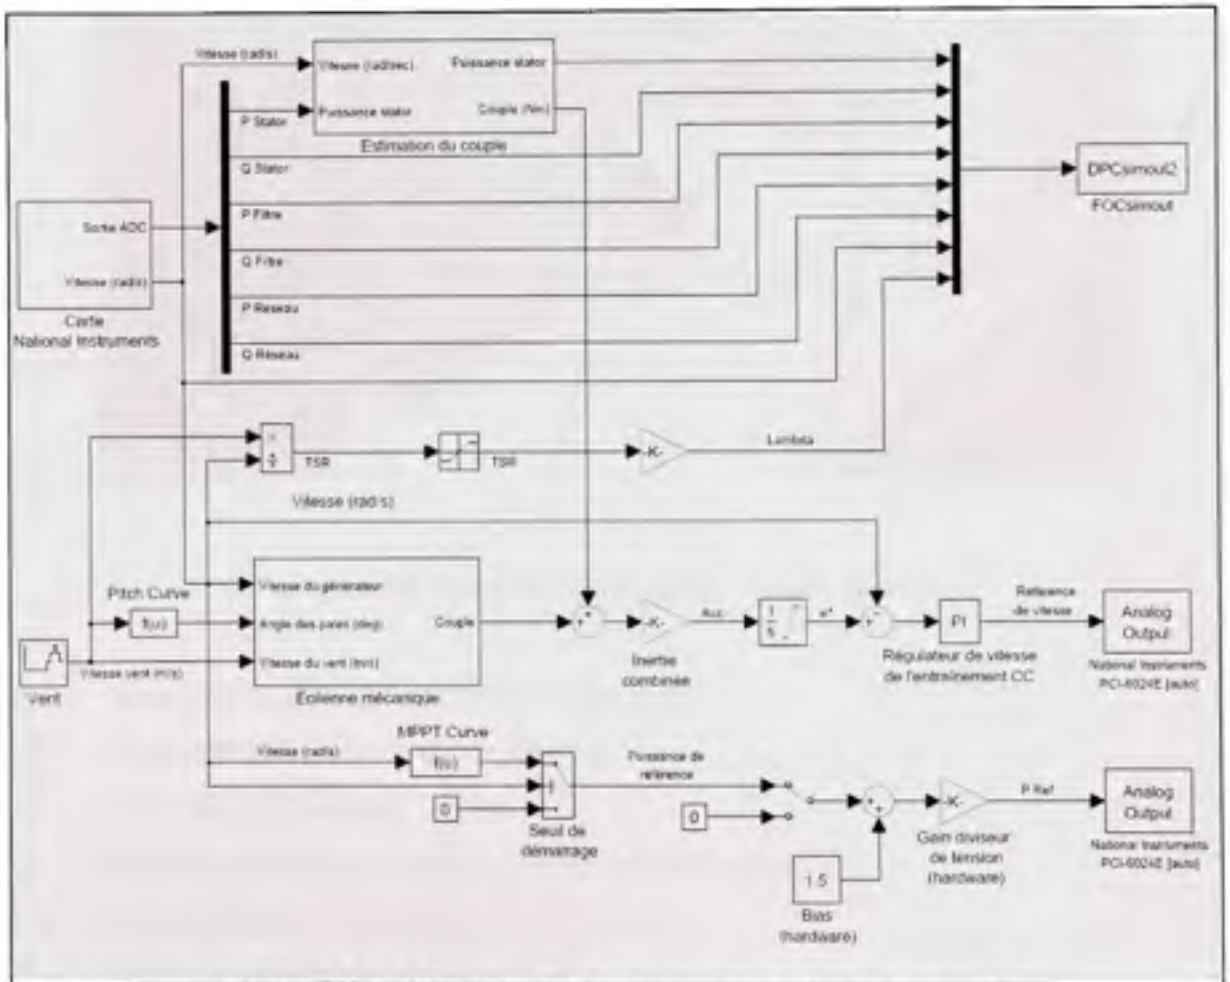 Vitesse (rad/s)
Vitesse (rad/sec)
Puissance stator
Puissance stator
Couple (Nm)
Estimation du couple
P Stator
Q Stator
P Filtre
Q Filtre
P Reseau
Q Réseau
Sortie ADC
Vitesse (rad/s)
Carte
National Instruments
DPCsimout2
FOCsimout
×
÷
TSR
TSR
-K-
Lambda
Vitesse (rad/s)
Pitch Curve
f(u)
Vent
Vitesse vent (m/s)
Vitesse du générateur
Angle des pales (deg)
Vitesse du vent (m/s)
Couple
Éolienne mécanique
-K-
Inertie
combinée
Acc
1
s
PI
Régulateur de vitesse
de l'entraînement CC
Référence
de vitesse
Analog
Output
National Instruments
PCI-6024E [auto]
MPPT Curve
Vitesse (rad/s)
f(u)
0
Seuil de
démarrage
Puissance de
référence
0
1.5
Bias
(hardware)
-K-
Gain diviseur
de tension
(hardware)
P Ref
Analog
Output
National Instruments
PCI-6024E [auto]